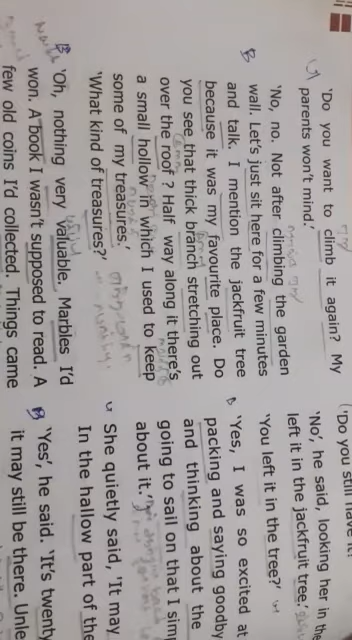 'Do you want to climb it again? My
parents won't mind.'
'No, no. Not after climbing the garden
wall. Let's just sit here for a few minutes
and talk. I mention the jackfruit tree
because it was my favourite place. Do
you see that thick branch stretching out
over the roof ? Half way along it there's
a small hollow in which I used to keep
some of my treasures.'
'What kind of treasures?'
'Oh, nothing very valuable. Marbles I'd
won. A book I wasn't supposed to read. A
few old coins I'd collected. Things came
'Do you still have it?
'No', he said, looking her in the
left it in the jackfruit tree.'
'You left it in the tree?'
'Yes, I was so excited at
packing and saying goodby
and thinking about the
going to sail on that I sim
about it.'
She quietly said, 'It may
In the hallow part of the
'Yes', he said. 'It's twenty
it may still be there. Unle